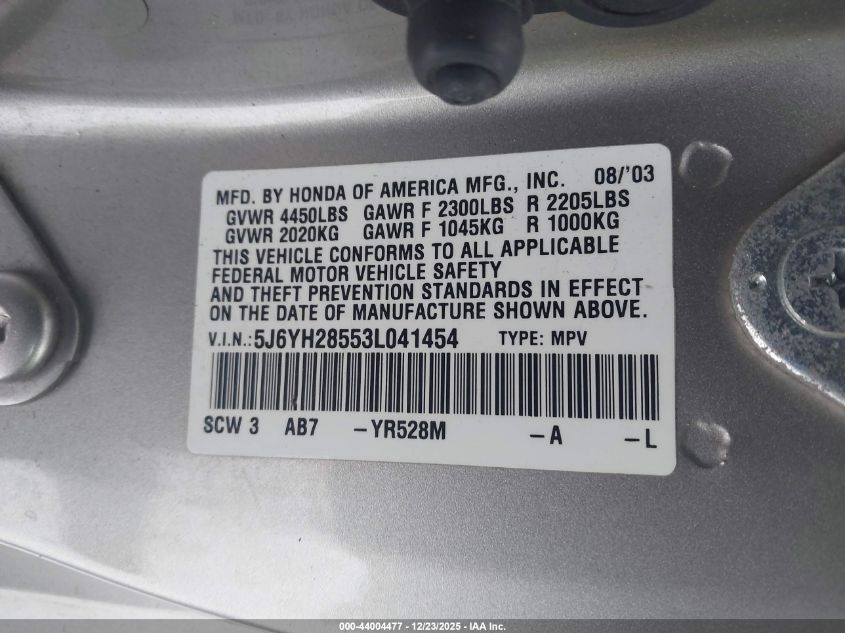 MFD. BY HONDA OF AMERICA MFG., INC. 08/'03
GVWR 4450LBS GAWR F 2300LBS R 2205LBS
GVWR 2020KG GAWR F 1045KG R 1000KG
THIS VEHICLE CONFORMS TO ALL APPLICABLE
FEDERAL MOTOR VEHICLE SAFETY
AND THEFT PREVENTION STANDARDS IN EFFECT
ON THE DATE OF MANUFACTURE SHOWN ABOVE.
V.I.N.:5J6YH28553L041454 TYPE: MPV
SCW 3 AB7 -YR528M -A -L
000-44004477 - 12/23/2025 - IAA Inc.